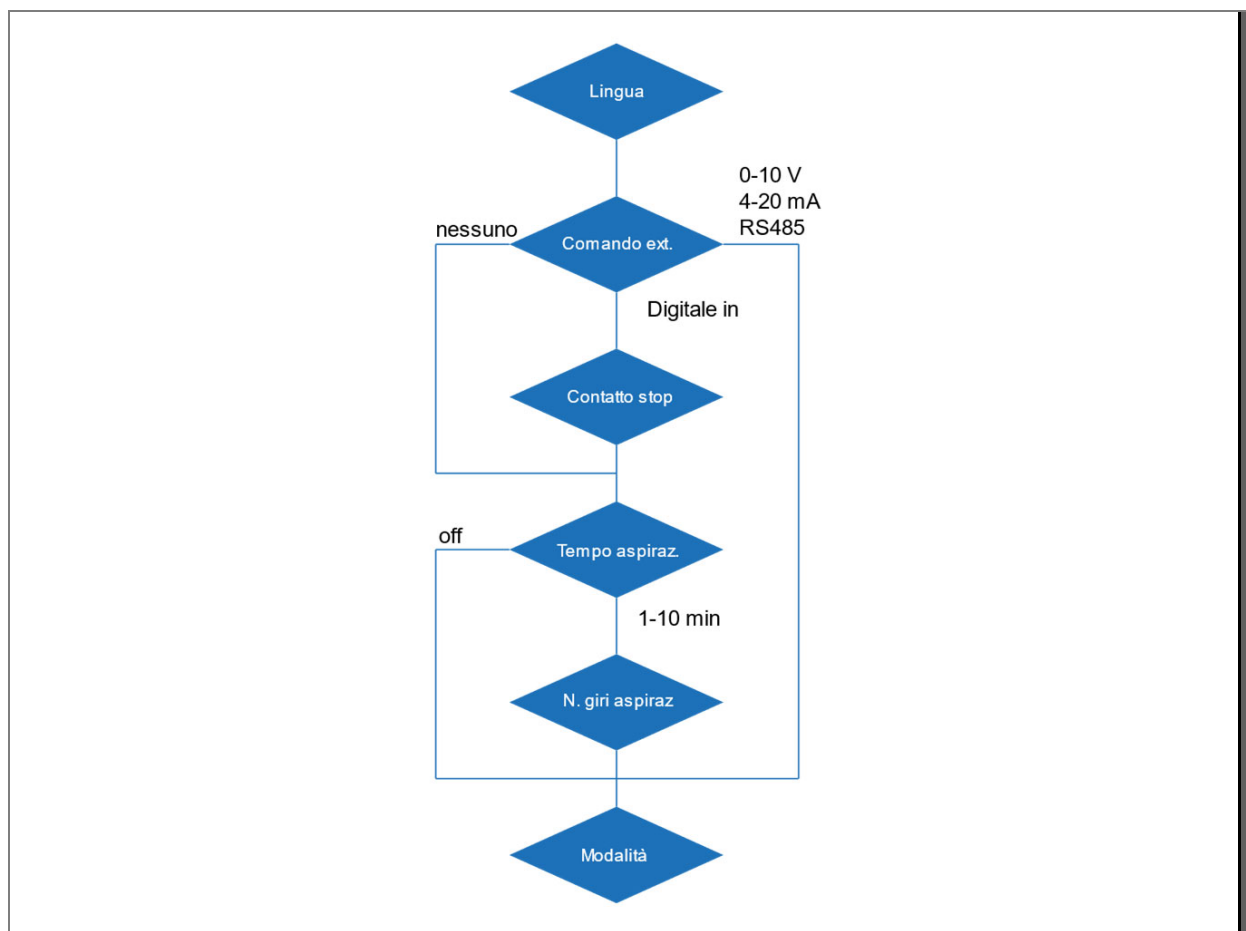 Lingua
0-10 V
4-20 mA
RS485
nessuno
Comando ext.
Digitale in
Contatto stop
off
Tempo aspiraz.
1-10 min
N. giri aspiraz
Modalità